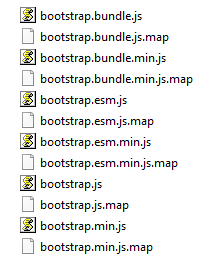 bootstrap.bundle.js
bootstrap.bundle.js.map
bootstrap.bundle.min.js
bootstrap.bundle.min.js.map
bootstrap.esm.js
bootstrap.esm.js.map
bootstrap.esm.min.js
bootstrap.esm.min.js.map
bootstrap.js
bootstrap.js.map
bootstrap.min.js
bootstrap.min.js.map